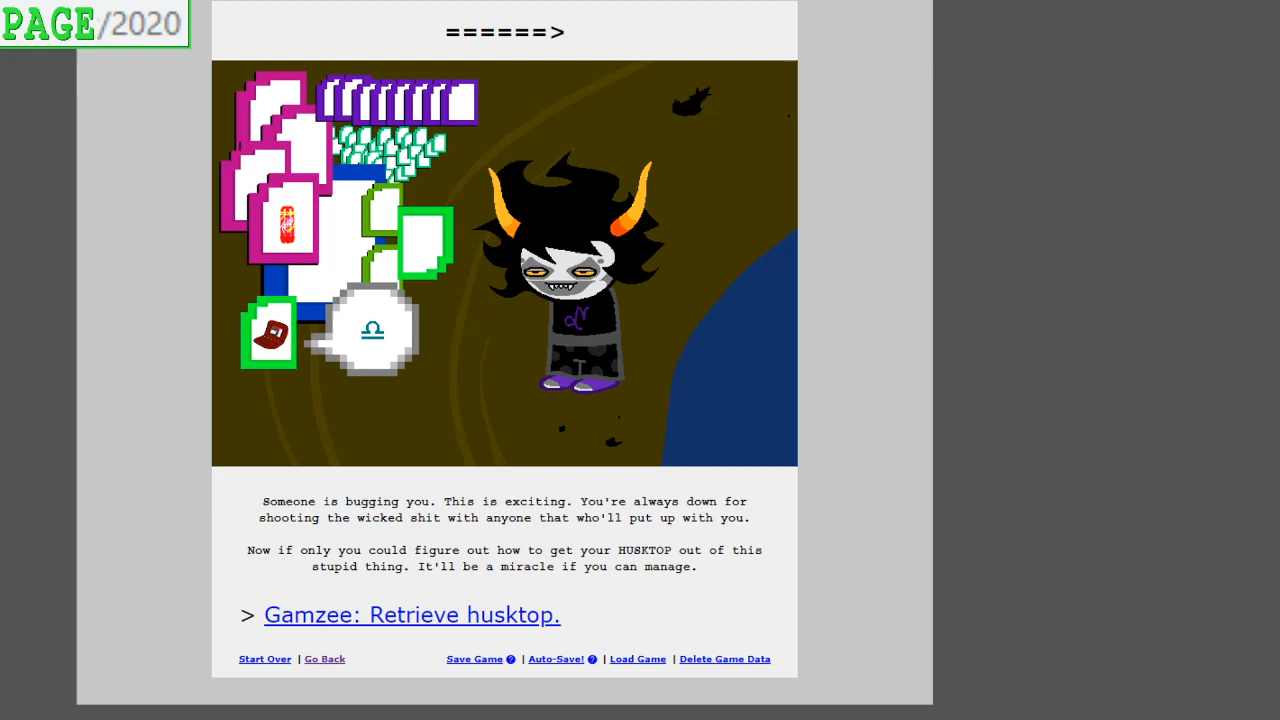 PAGE/2020
======>
Someone is bugging you. This is exciting. You're always down for
shooting the wicked shit with anyone that who'll put up with you.
Now if only you could figure out how to get your HUSKTOP out of this
stupid thing. It'll be a miracle if you can manage.
> Gamzee: Retrieve husktop.
Start Over | Go Back
Save Game ? | Auto-Save! ? | Load Game | Delete Game Data